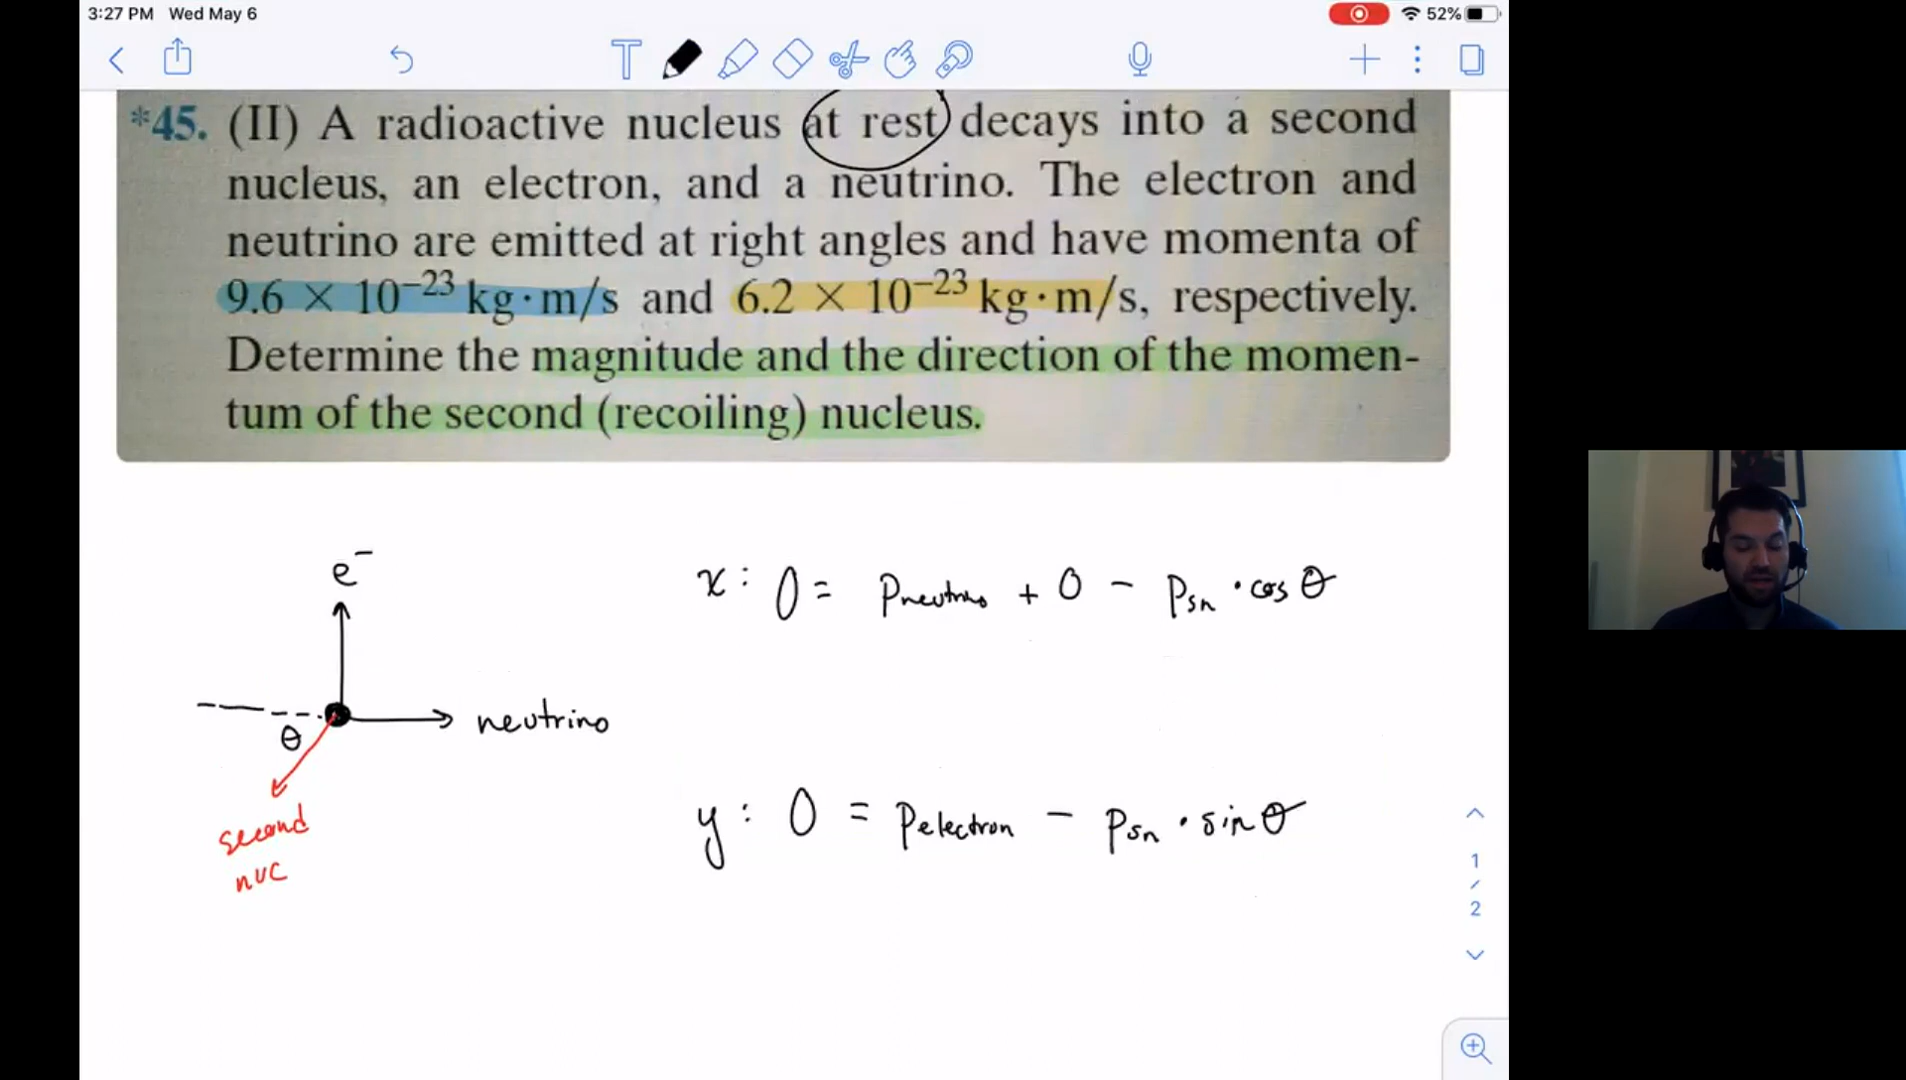 3:27 PM Wed May 6
52%
T
*45. (II) A radioactive nucleus at rest decays into a second
nucleus, an electron, and a neutrino. The electron and
neutrino are emitted at right angles and have momenta of
9.6 × 10⁻²³ kg·m/s and 6.2 × 10⁻²³ kg·m/s, respectively.
Determine the magnitude and the direction of the momen-
tum of the second (recoiling) nucleus.
e⁻
θ
neutrino
second
nuc
x: 0 = Pneutrino + 0 - Psn · cos θ
y: 0 = Pelectron - Psn · sin θ
1
/
2